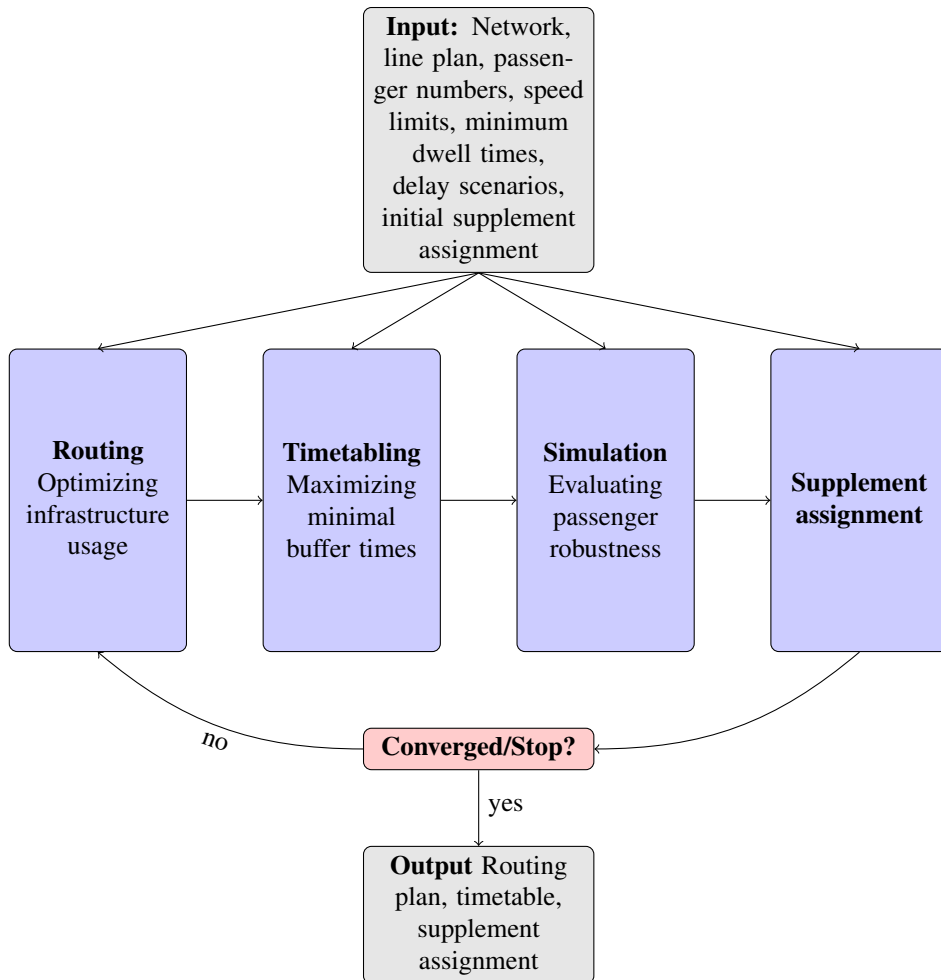 Input: Network,
line plan, passen-
ger numbers, speed
limits, minimum
dwell times,
delay scenarios,
initial supplement
assignment
Routing
Optimizing
infrastructure
usage
Timetabling
Maximizing
minimal
buffer times
Simulation
Evaluating
passenger
robustness
Supplement
assignment
no
Converged/Stop?
yes
Output Routing
plan, timetable,
supplement
assignment